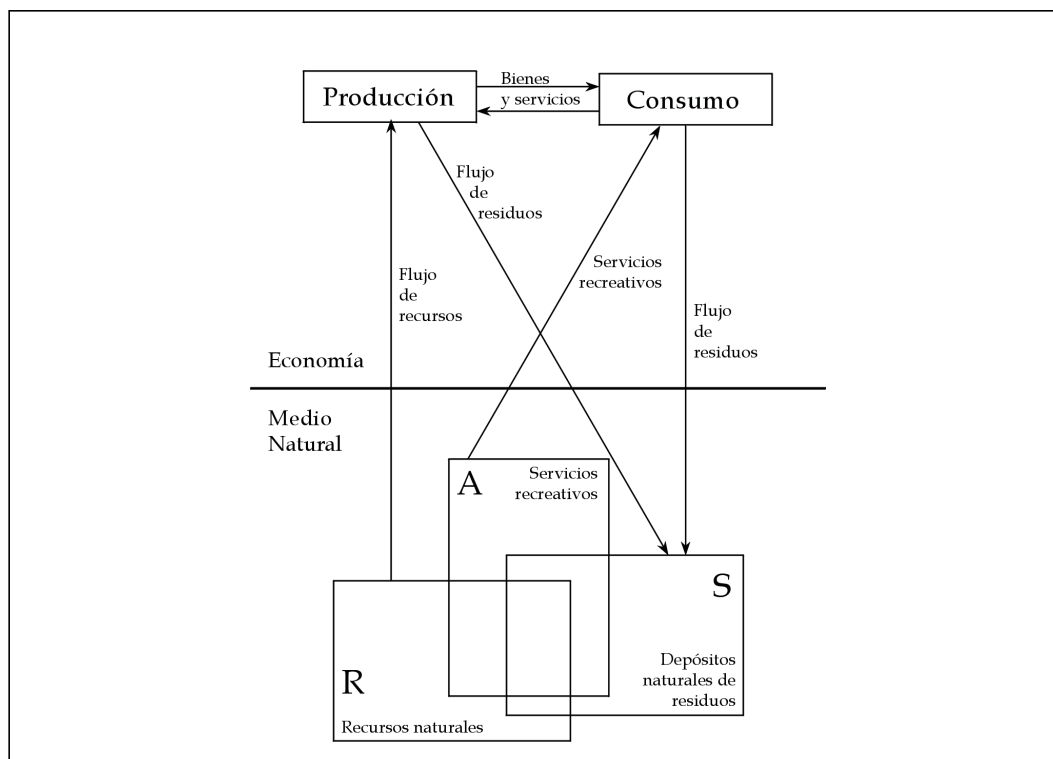 Producción
Bienes
y servicios
Consumo
Flujo
de
residuos
Servicios
recreativos
Flujo
de
recursos
Flujo
de
residuos
Economía
Medio
Natural
A
Servicios
recreativos
S
R
Depósitos
naturales de
residuos
Recursos naturales